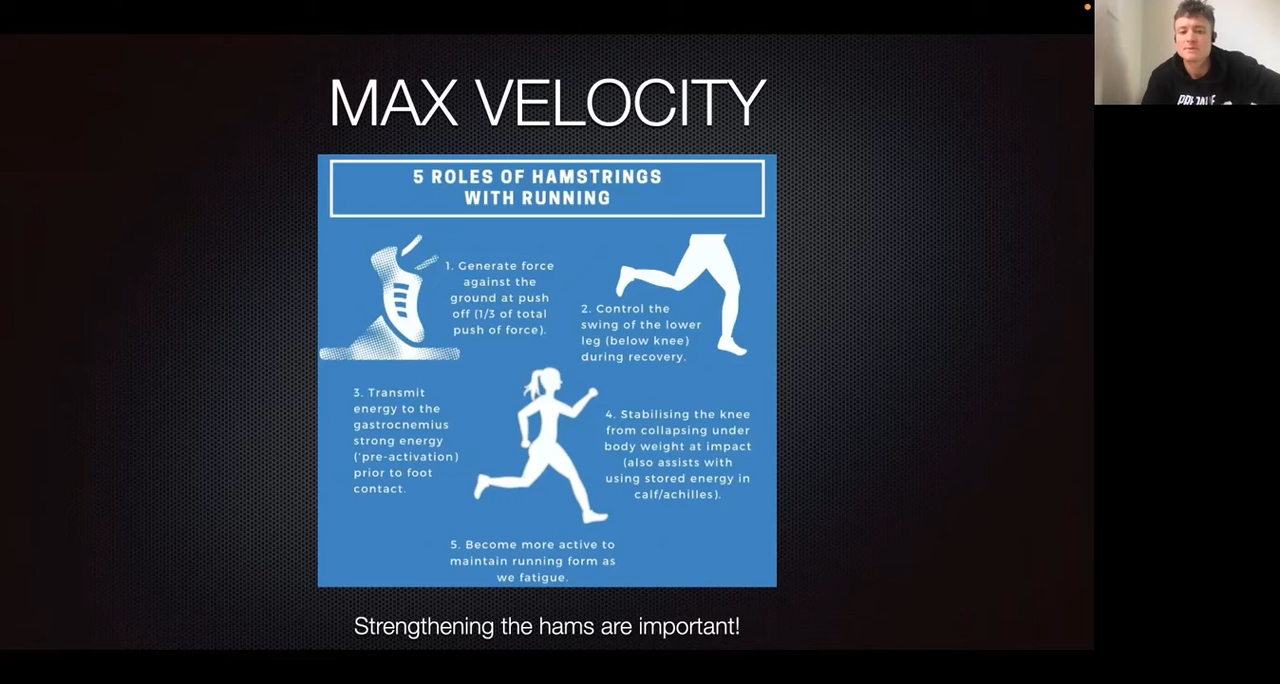 MAX VELOCITY
5 ROLES OF HAMSTRINGS
WITH RUNNING
1. Generate force
against the
ground at push
off (1/3 of total
push of force).
2. Control the
swing of the lower
leg (below knee)
during recovery.
3. Transmit
energy to the
gastrocnemius
strong energy
('pre-activation)
prior to foot
contact.
4. Stabilising the knee
from collapsing under
body weight at impact
(also assists with
using stored energy in
calf/achilles).
5. Become more active to
maintain running form as
we fatigue.
Strengthening the hams are important!